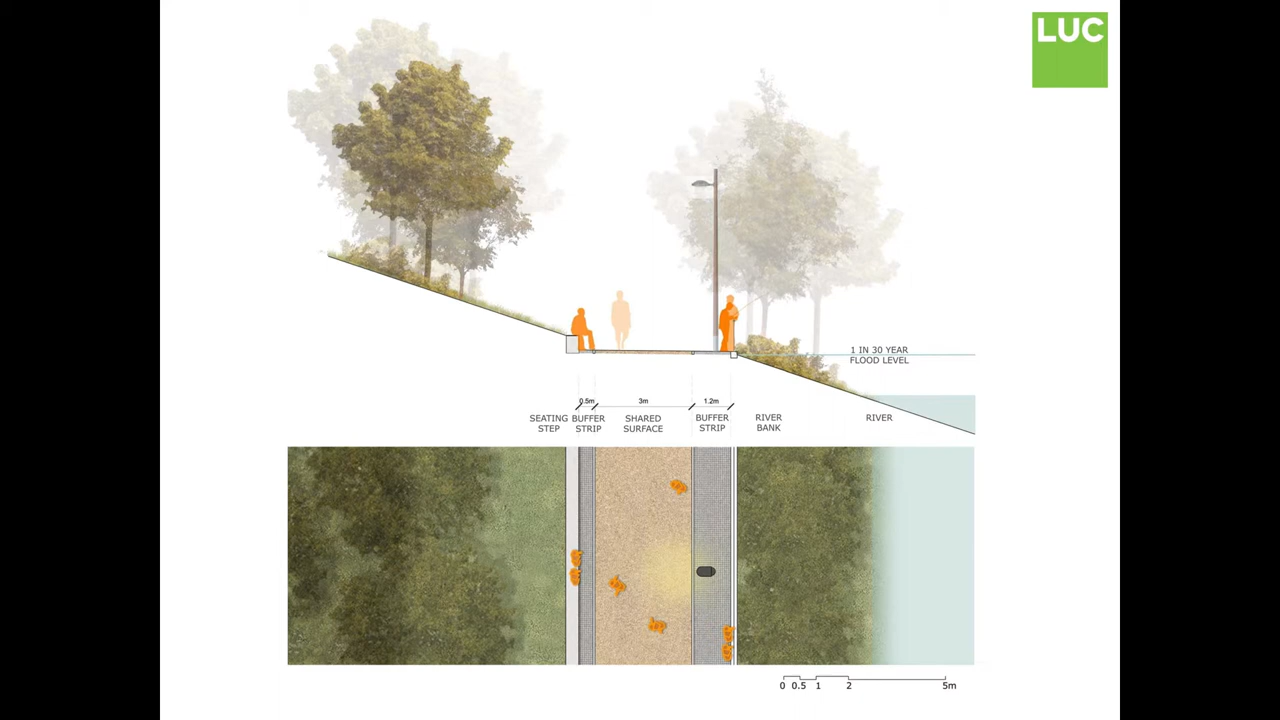 LUC
1 IN 30 YEAR
FLOOD LEVEL
0.5m 3m 1.2m
SEATING BUFFER SHARED BUFFER RIVER RIVER
STEP STRIP SURFACE STRIP BANK
0 0.5 1 2 5m